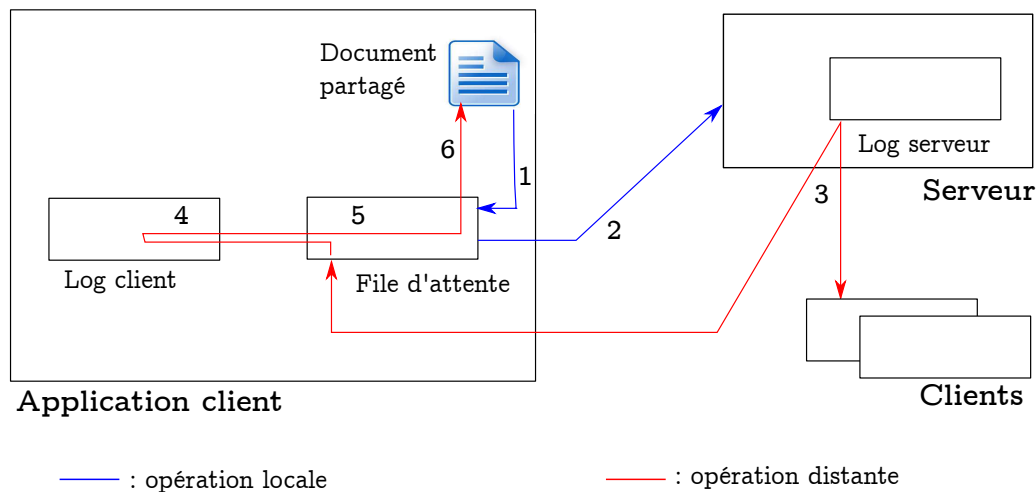 Document
partagé
6
1
4
5
Log client
File d'attente
2
Log serveur
3
Serveur
Clients
Application client
: opération locale
: opération distante